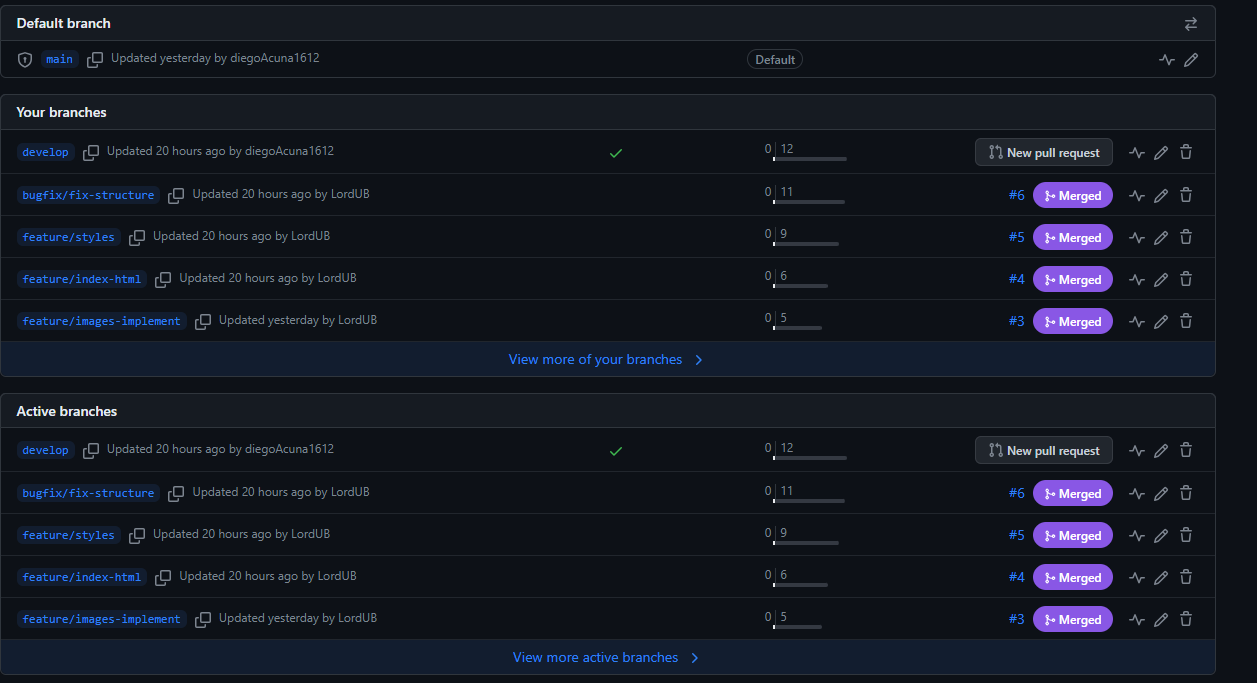 Default branch
main Updated yesterday by diegoAcuna1612 Default
Your branches
develop Updated 20 hours ago by diegoAcuna1612 0 12 New pull request
bugfix/fix-structure Updated 20 hours ago by LordUB 0 11 #6 Merged
feature/styles Updated 20 hours ago by LordUB 0 9 #5 Merged
feature/index-html Updated 20 hours ago by LordUB 0 6 #4 Merged
feature/images-implement Updated yesterday by LordUB 0 5 #3 Merged
View more of your branches
Active branches
develop Updated 20 hours ago by diegoAcuna1612 0 12 New pull request
bugfix/fix-structure Updated 20 hours ago by LordUB 0 11 #6 Merged
feature/styles Updated 20 hours ago by LordUB 0 9 #5 Merged
feature/index-html Updated 20 hours ago by LordUB 0 6 #4 Merged
feature/images-implement Updated yesterday by LordUB 0 5 #3 Merged
View more active branches